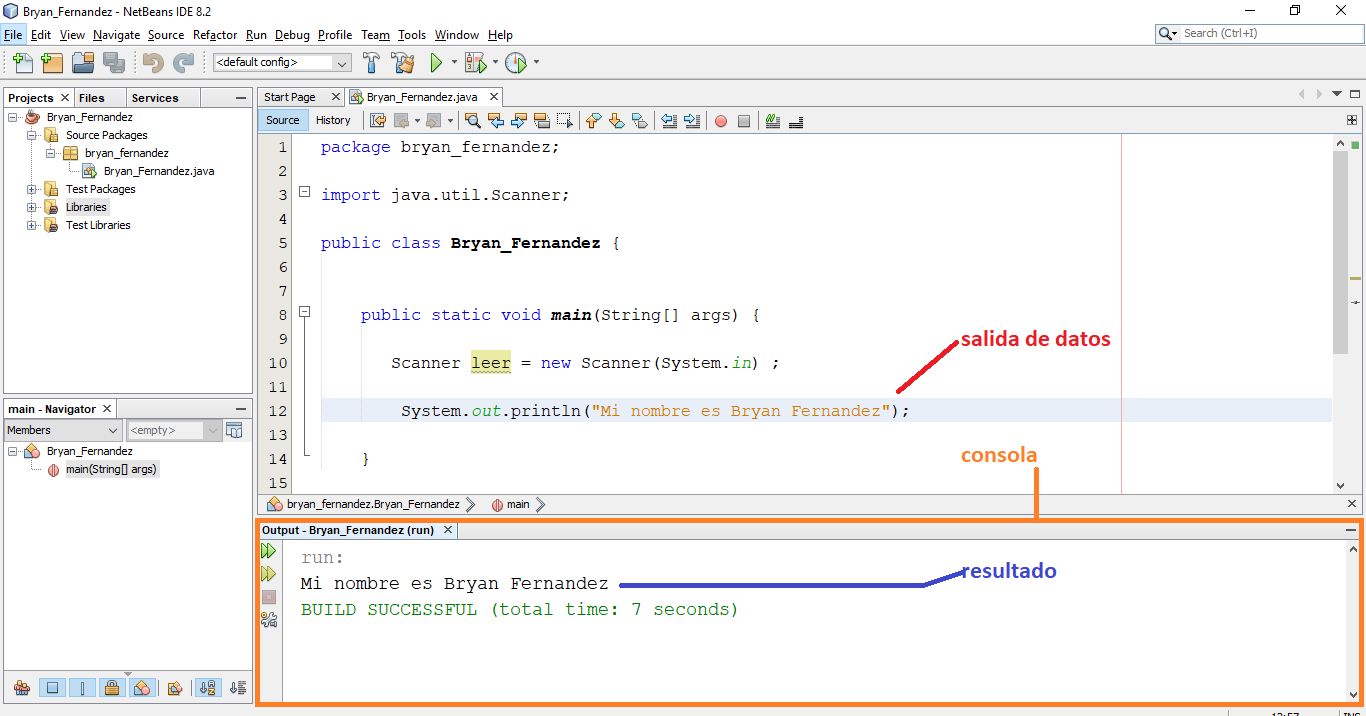 Bryan_Fernandez - NetBeans IDE 8.2
File Edit View Navigate Source Refactor Run Debug Profile Team Tools Window Help
Search (Ctrl+I)
<default config>
Projects Files Services
Bryan_Fernandez
Source Packages
bryan_fernandez
Bryan_Fernandez.java
Test Packages
Libraries
Test Libraries
main - Navigator
Members <empty>
Bryan_Fernandez
main(String[] args)
Start Page Bryan_Fernandez.java
Source History
1 package bryan_fernandez;
2
3 import java.util.Scanner;
4
5 public class Bryan_Fernandez {
6
7
8 public static void main(String[] args) {
9
salida de datos
10 Scanner leer = new Scanner(System.in) ;
11
12 System.out.println("Mi nombre es Bryan Fernandez");
13
consola
14 }
15
bryan_fernandez.Bryan_Fernandez main
Output - Bryan_Fernandez (run)
run:
Mi nombre es Bryan Fernandez
resultado
BUILD SUCCESSFUL (total time: 7 seconds)